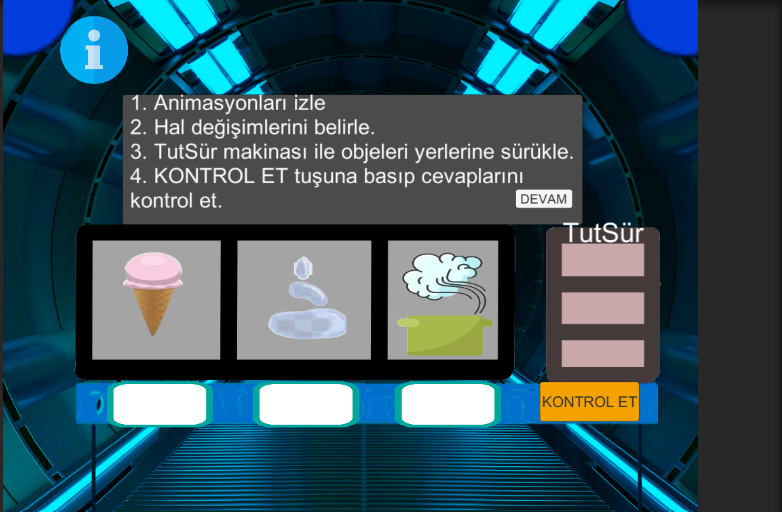 i
1. Animasyonları izle
2. Hal değişimlerini belirle.
3. TutSür makinası ile objeleri yerlerine sürükle.
4. KONTROL ET tuşuna basıp cevaplarını
kontrol et.
DEVAM
TutSür
KONTROL ET